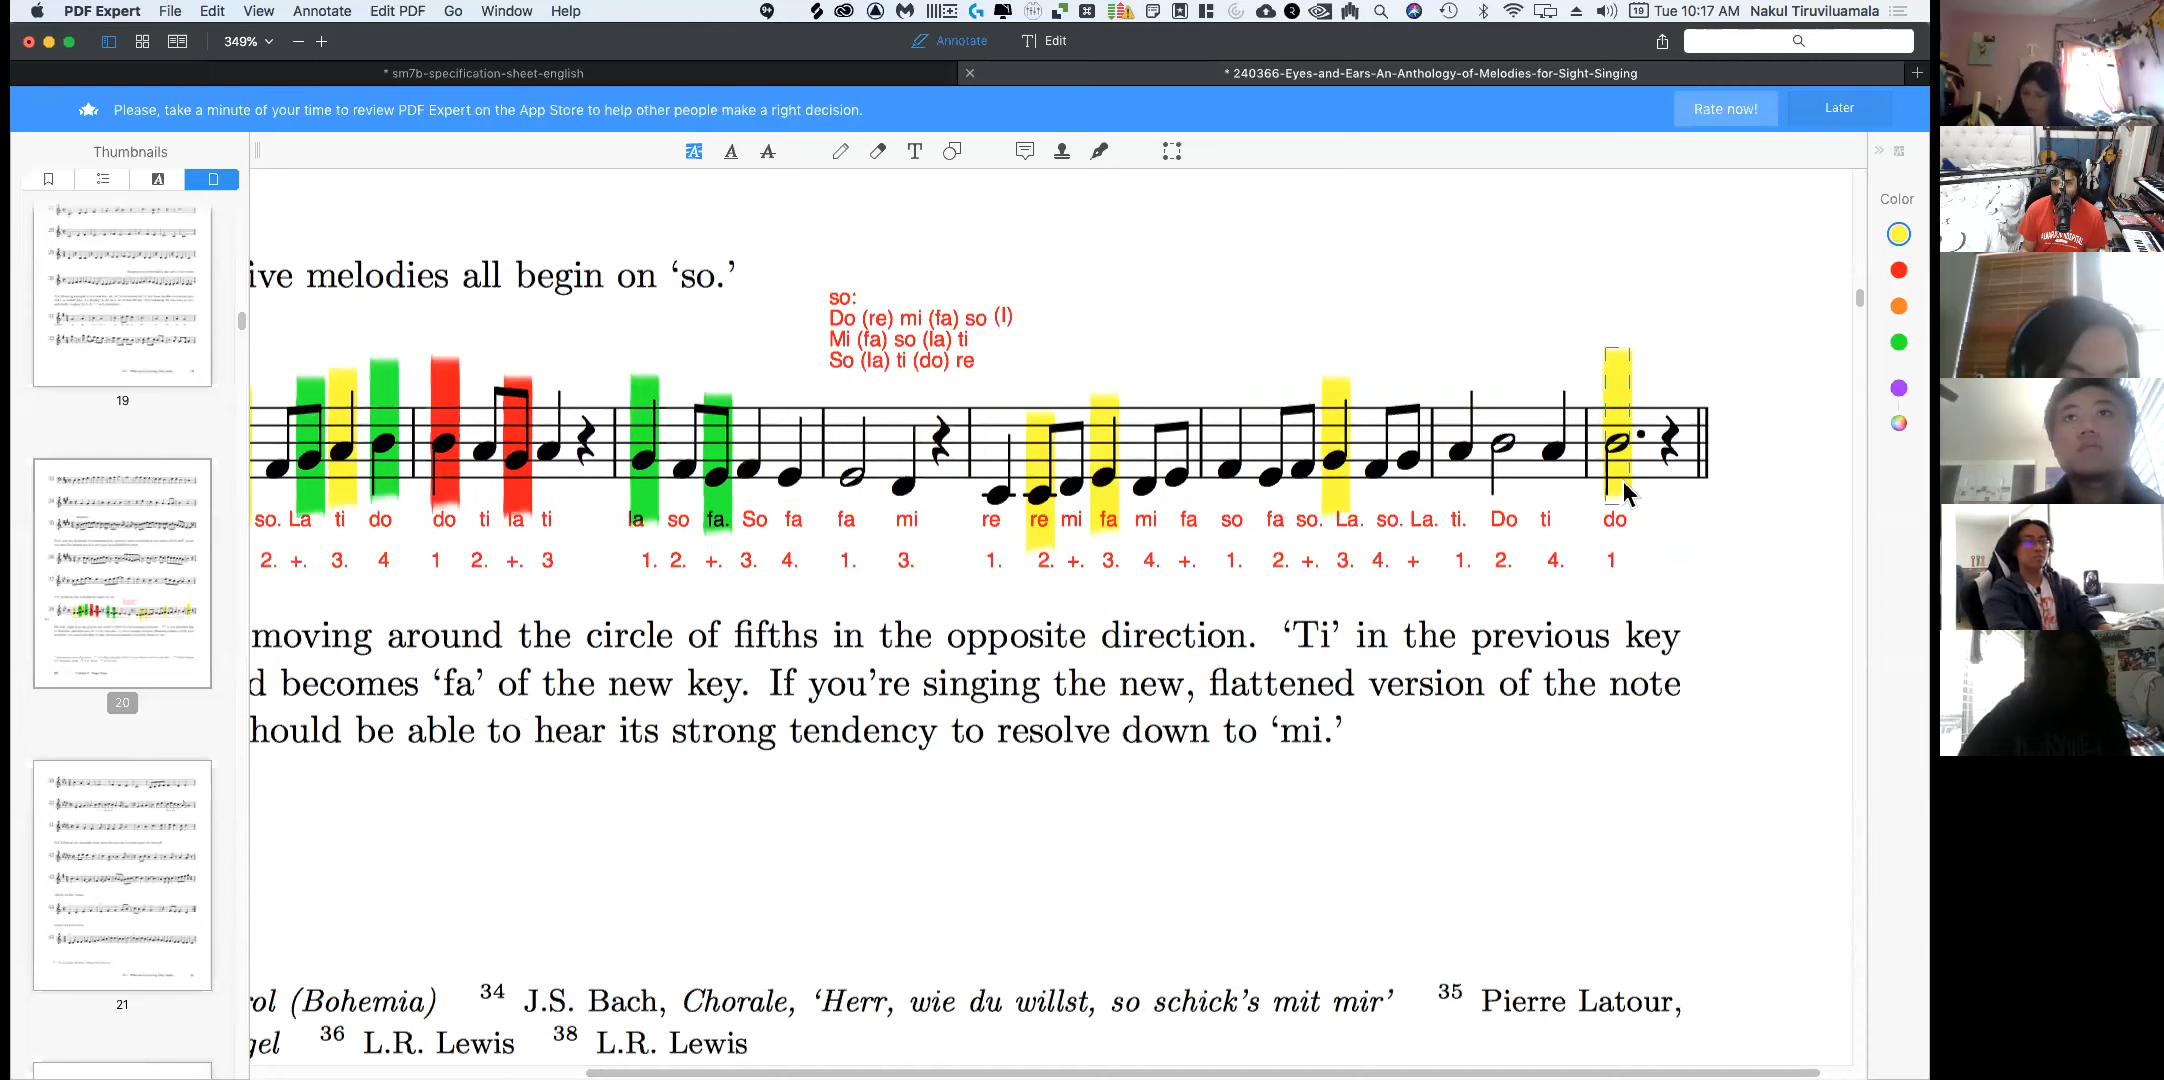 PDF Expert File Edit View Annotate Edit PDF Go Window Help Tue 10:17 AM Nakul Tiruviluamala
349% Annotate Edit
* sm7b-specification-sheet-english * 240366-Eyes-and-Ears-An-Anthology-of-Melodies-for-Sight-Singing
Please, take a minute of your time to review PDF Expert on the App Store to help other people make a right decision. Rate now! Later
Thumbnails
Color
19
20
21
ive melodies all begin on ‘so.’
so:
Do (re) mi (fa) so (I)
Mi (fa) so (la) ti
So (la) ti (do) re
so. La ti do do ti la ti la so fa. So fa fa mi re re mi fa mi fa so fa so. La. so. La. ti. Do ti do
2. +. 3. 4 1 2. +. 3 1. 2. +. 3. 4. 1. 3. 1. 2. +. 3. 4. +. 1. 2. +. 3. 4. + 1. 2. 4. 1
moving around the circle of fifths in the opposite direction. ‘Ti’ in the previous key
d becomes ‘fa’ of the new key. If you’re singing the new, flattened version of the note
hould be able to hear its strong tendency to resolve down to ‘mi.’
rol (Bohemia) 34 J.S. Bach, Chorale, ‘Herr, wie du willst, so schick’s mit mir’ 35 Pierre Latour,
gel 36 L.R. Lewis 38 L.R. Lewis